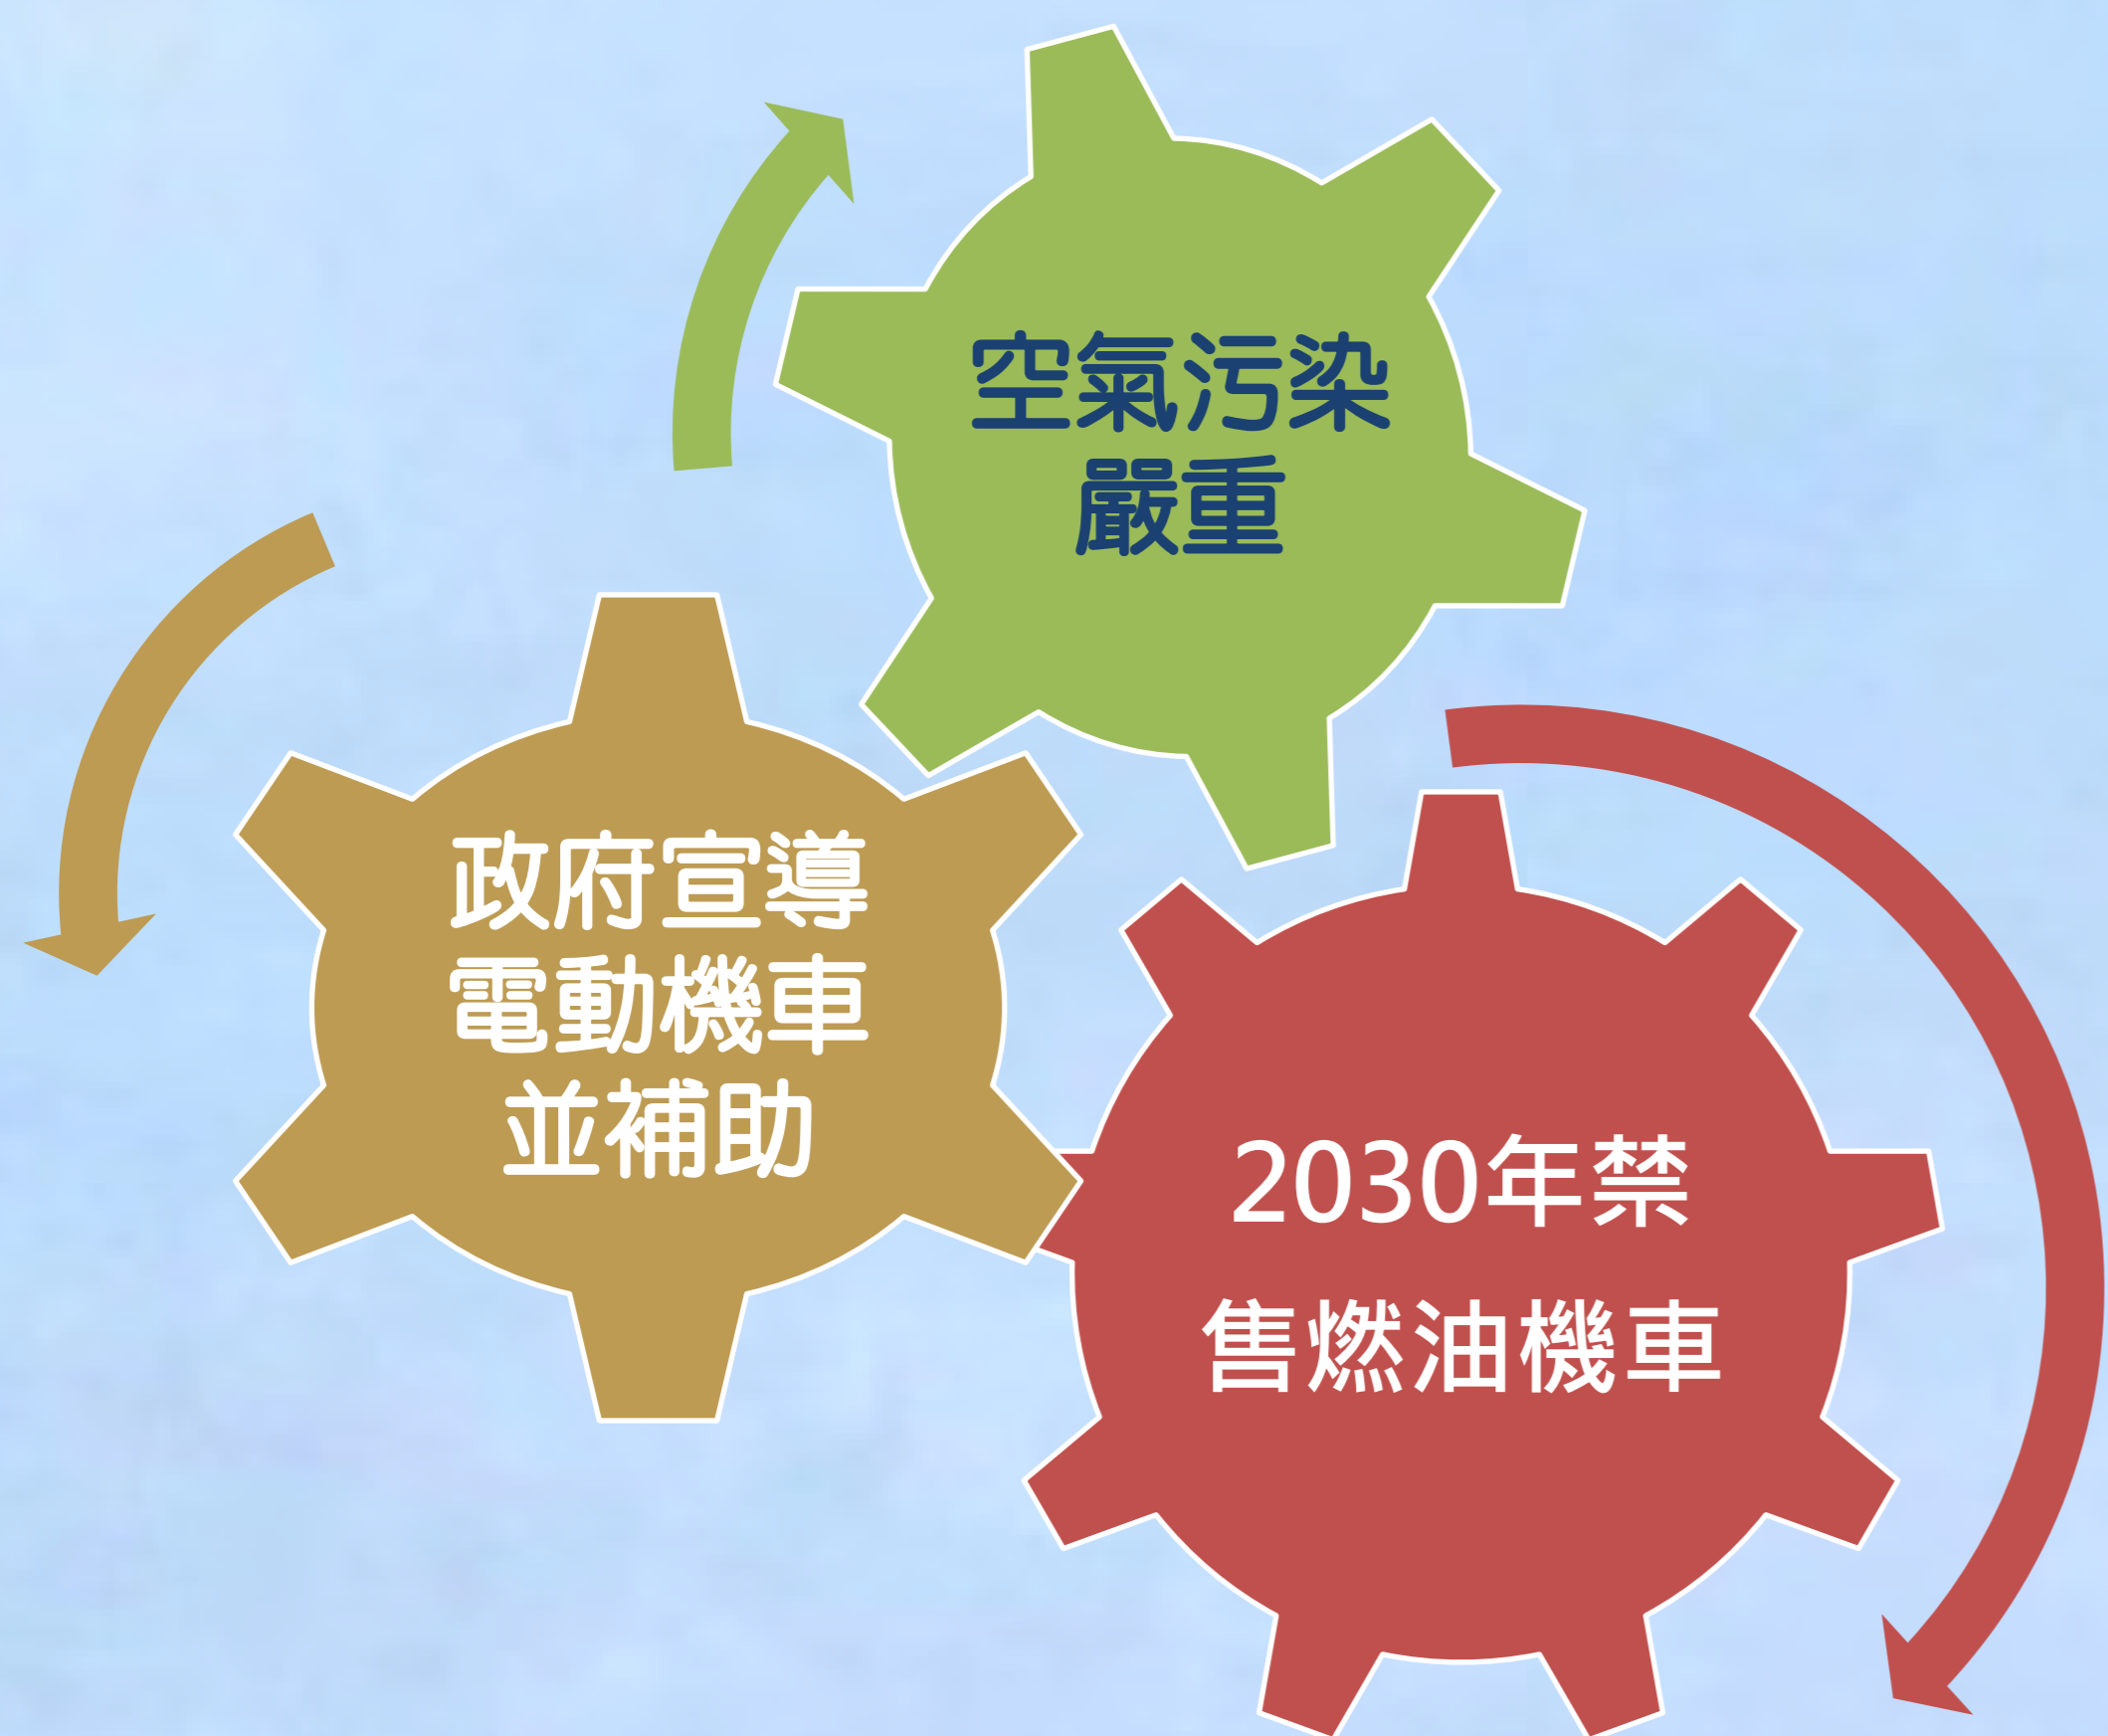 空氣污染
嚴重
政府宣導
電動機車
並補助
2030年禁
售燃油機車